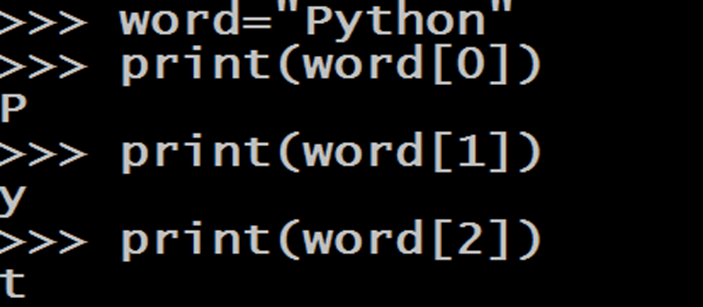 >>> word="Python"
>>> print(word[0])
P
>>> print(word[1])
y
>>> print(word[2])
t